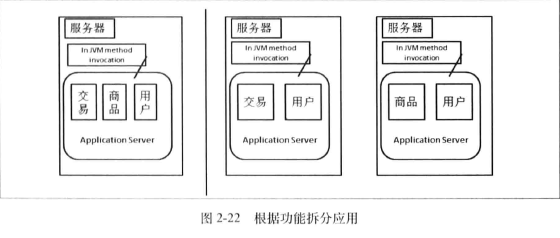 服务器
In JVM method
invocation
交易
商品
用户
Application Server
服务器
In JVM method
invocation
交易
用户
Application Server
服务器
In JVM method
invocation
商品
用户
Application Server
图 2-22 根据功能拆分应用